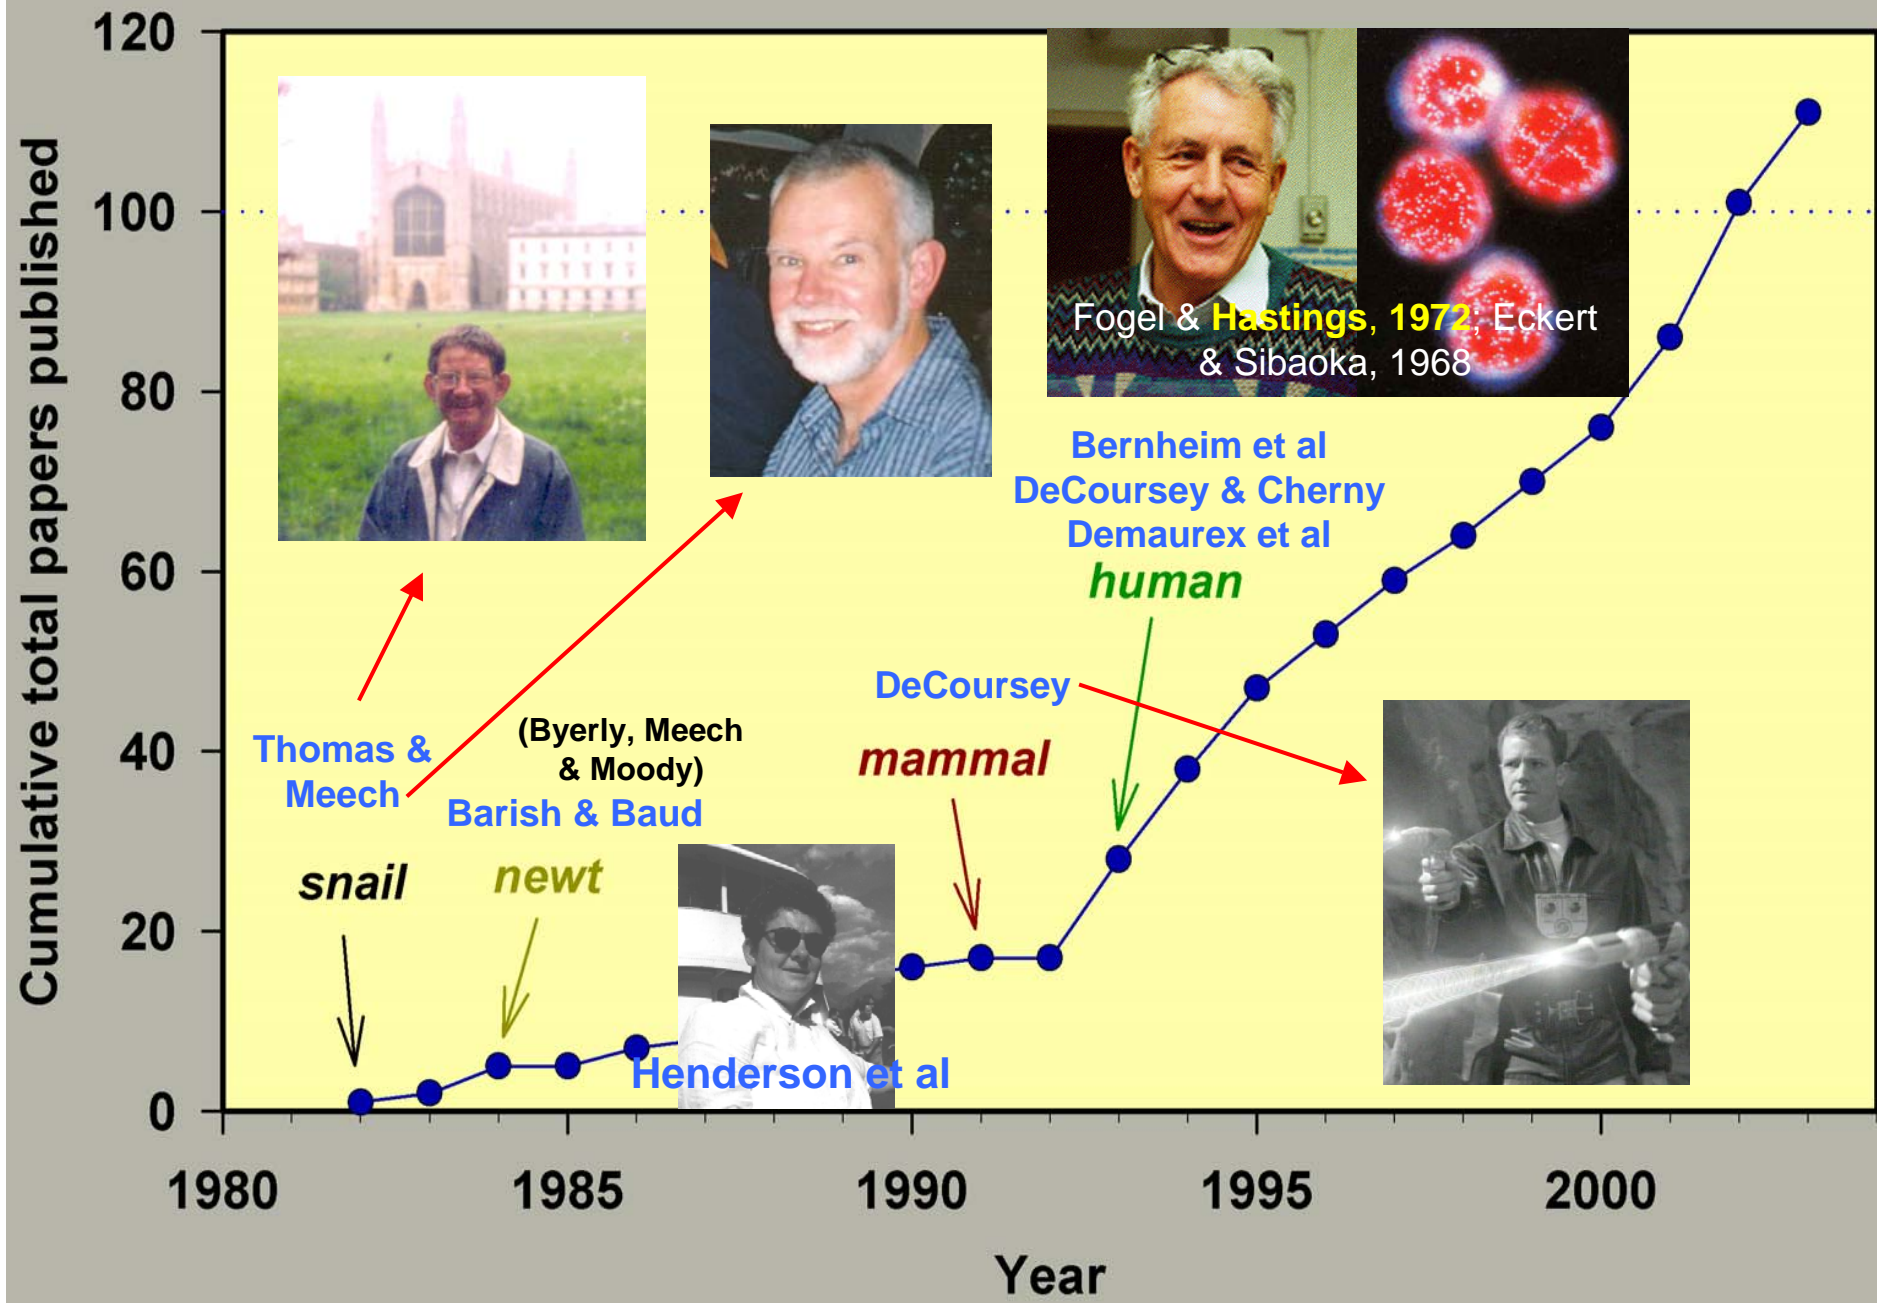 Cumulative total papers published
120
100
80
60
40
20
0
Fogel & Hastings, 1972; Eckert
& Sibaoka, 1968
Bernheim et al
DeCoursey & Cherny
Demaurex et al
human
DeCoursey
mammal
Thomas &
Meech
(Byerly, Meech
& Moody)
Barish & Baud
snail
newt
Henderson et al
1980
1985
1990
1995
2000
Year